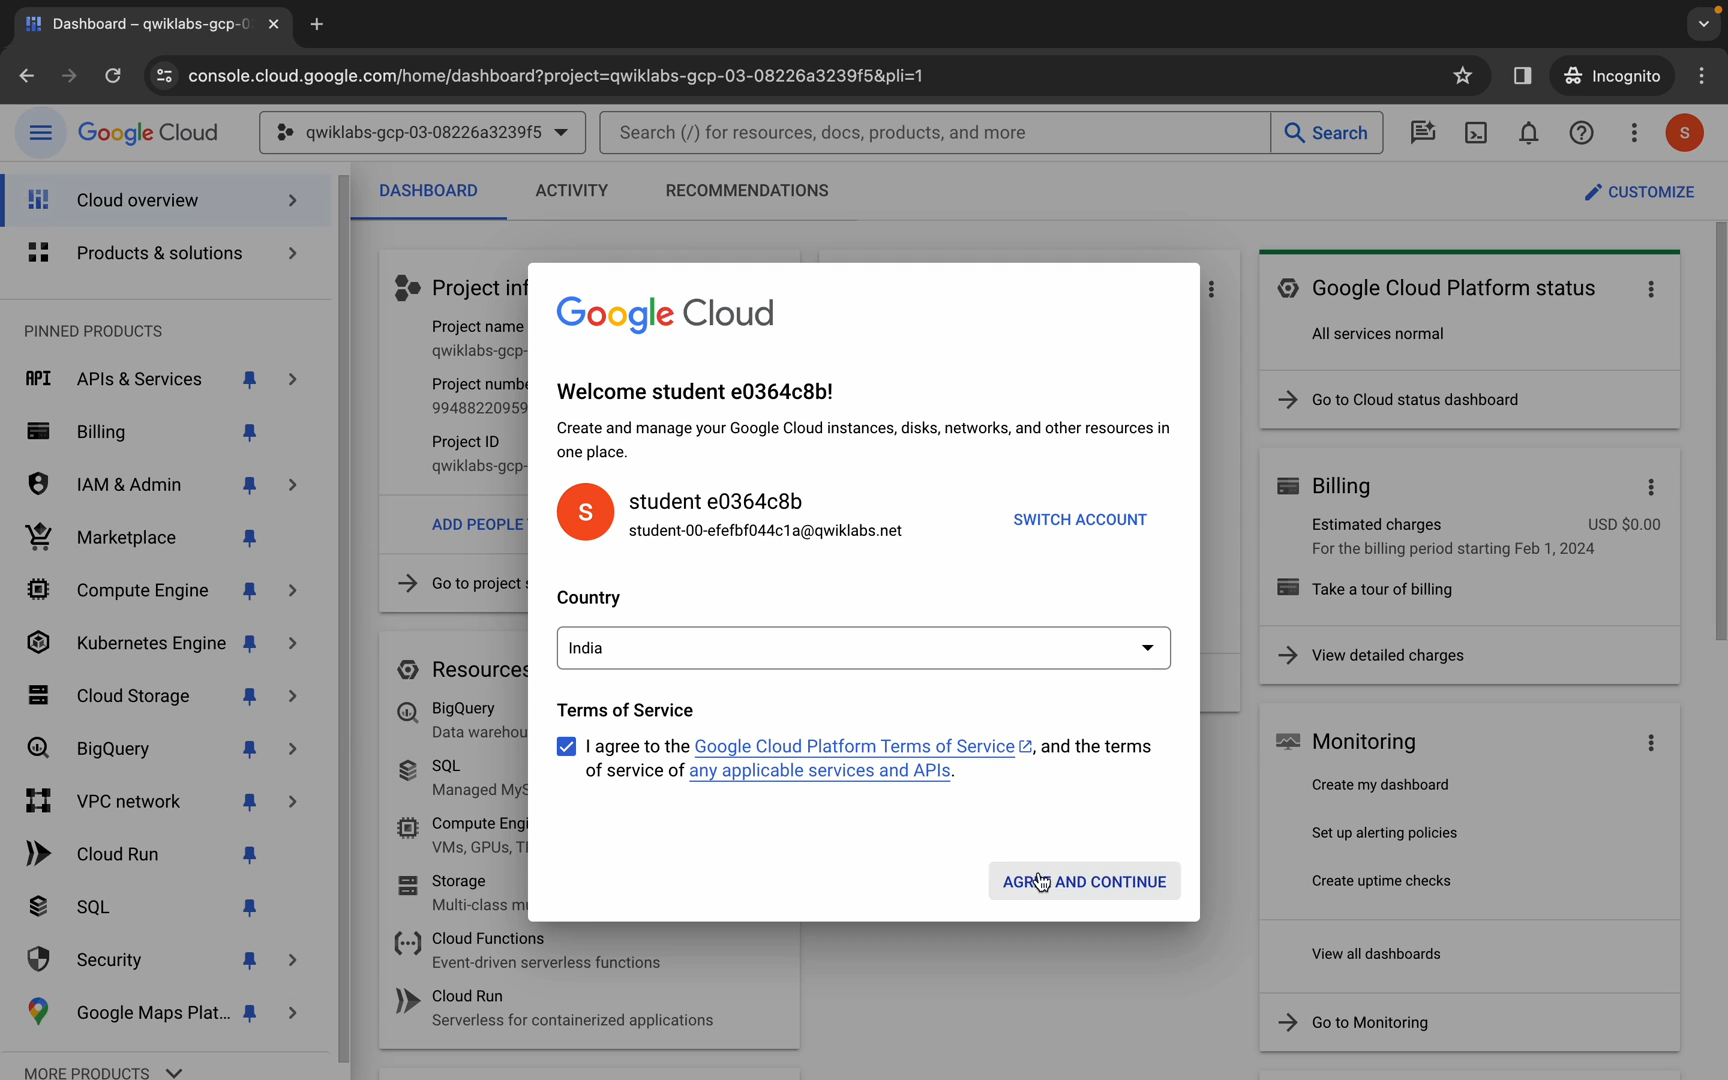 Dashboard – qwiklabs-gcp-0
console.cloud.google.com/home/dashboard?project=qwiklabs-gcp-03-08226a3239f5&pli=1
Incognito
Google Cloud
qwiklabs-gcp-03-08226a3239f5
Search (/) for resources, docs, products, and more
Search
S
Cloud overview
Products & solutions
PINNED PRODUCTS
API APIs & Services
Billing
IAM & Admin
Marketplace
Compute Engine
Kubernetes Engine
Cloud Storage
BigQuery
VPC network
Cloud Run
SQL
Security
Google Maps Plat...
MORE PRODUCTS
DASHBOARD
ACTIVITY
RECOMMENDATIONS
CUSTOMIZE
Project inf
Project name
qwiklabs-gcp-
Project numbe
99488220959
Project ID
qwiklabs-gcp-
ADD PEOPLE
Go to project s
Resources
BigQuery
Data warehou
SQL
Managed MyS
Compute Engi
VMs, GPUs, T
Storage
Multi-class mu
Cloud Functions
Event-driven serverless functions
Cloud Run
Serverless for containerized applications
Google Cloud
Welcome student e0364c8b!
Create and manage your Google Cloud instances, disks, networks, and other resources in
one place.
S
student e0364c8b
student-00-efefbf044c1a@qwiklabs.net
SWITCH ACCOUNT
Country
India
Terms of Service
I agree to the Google Cloud Platform Terms of Service, and the terms
of service of any applicable services and APIs.
AGREE AND CONTINUE
Google Cloud Platform status
All services normal
Go to Cloud status dashboard
Billing
Estimated charges USD $0.00
For the billing period starting Feb 1, 2024
Take a tour of billing
View detailed charges
Monitoring
Create my dashboard
Set up alerting policies
Create uptime checks
View all dashboards
Go to Monitoring